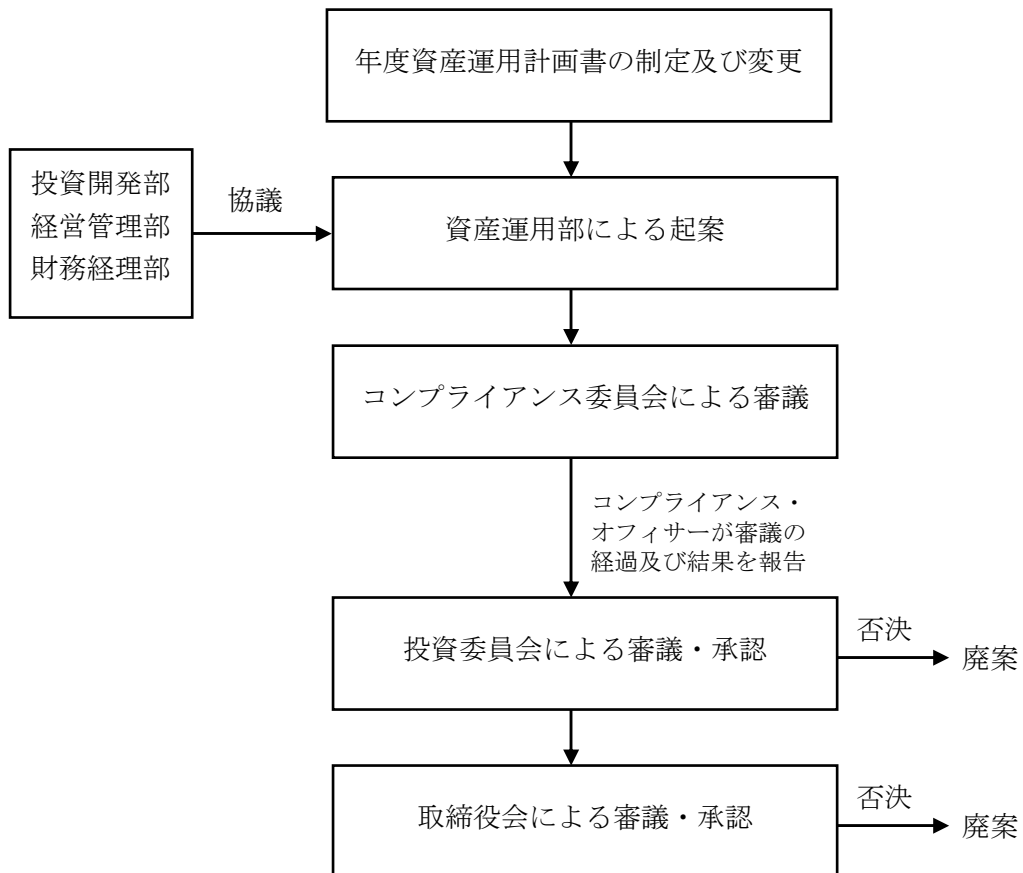 年度資産運用計画書の制定及び変更
投資開発部
経営管理部
財務経理部
協議
資産運用部による起案
コンプライアンス委員会による審議
コンプライアンス・
オフィサーが審議の
経過及び結果を報告
投資委員会による審議・承認
否決
廃案
取締役会による審議・承認
否決
廃案